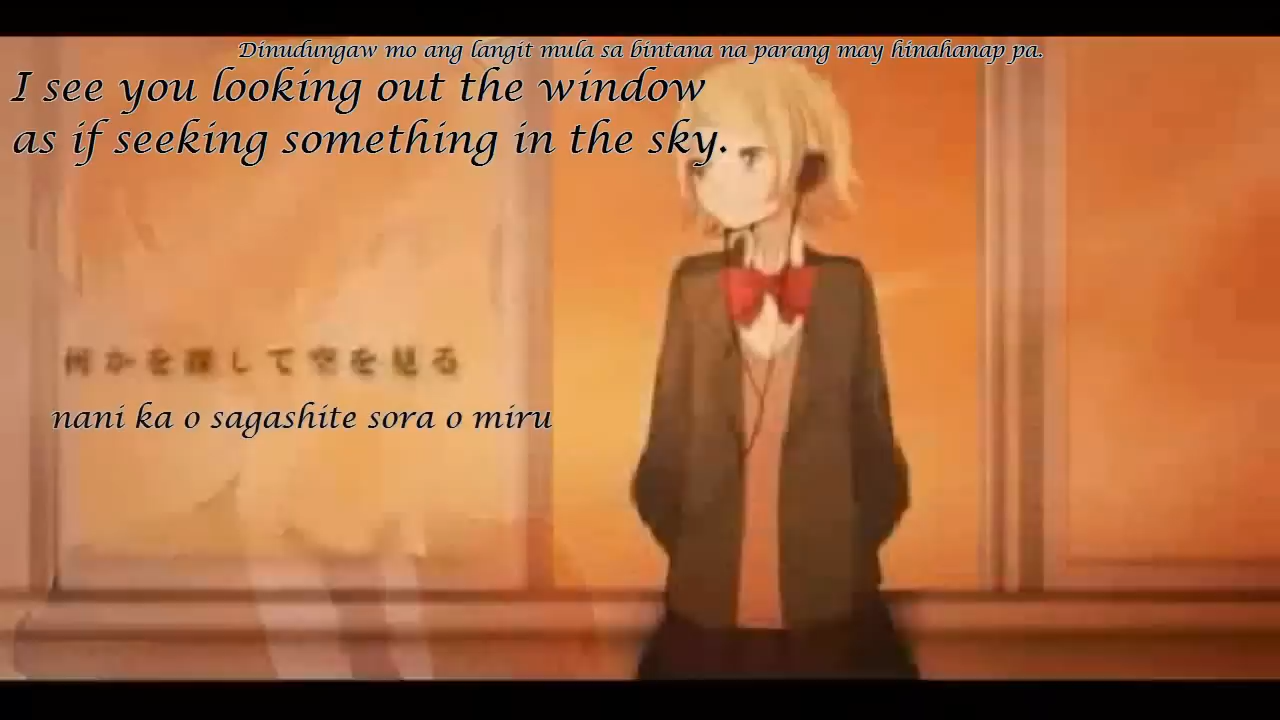 Dinudungaw mo ang langit mula sa bintana na parang may hinahanap pa.
I see you looking out the window
as if seeking something in the sky.
何かを探して空を見る
nani ka o sagashite sora o miru